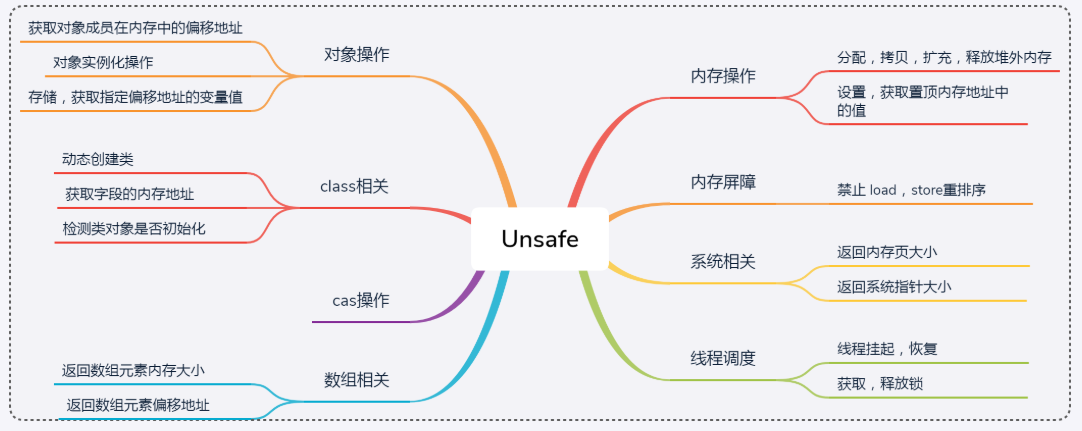 Unsafe
对象操作
获取对象成员在内存中的偏移地址
对象实例化操作
存储，获取指定偏移地址的变量值
class相关
动态创建类
获取字段的内存地址
检测类对象是否初始化
cas操作
数组相关
返回数组元素内存大小
返回数组元素偏移地址
内存操作
分配，拷贝，扩充，释放堆外内存
设置，获取置顶内存地址中
的值
内存屏障
禁止 load，store重排序
系统相关
返回内存页大小
返回系统指针大小
线程调度
线程挂起，恢复
获取，释放锁